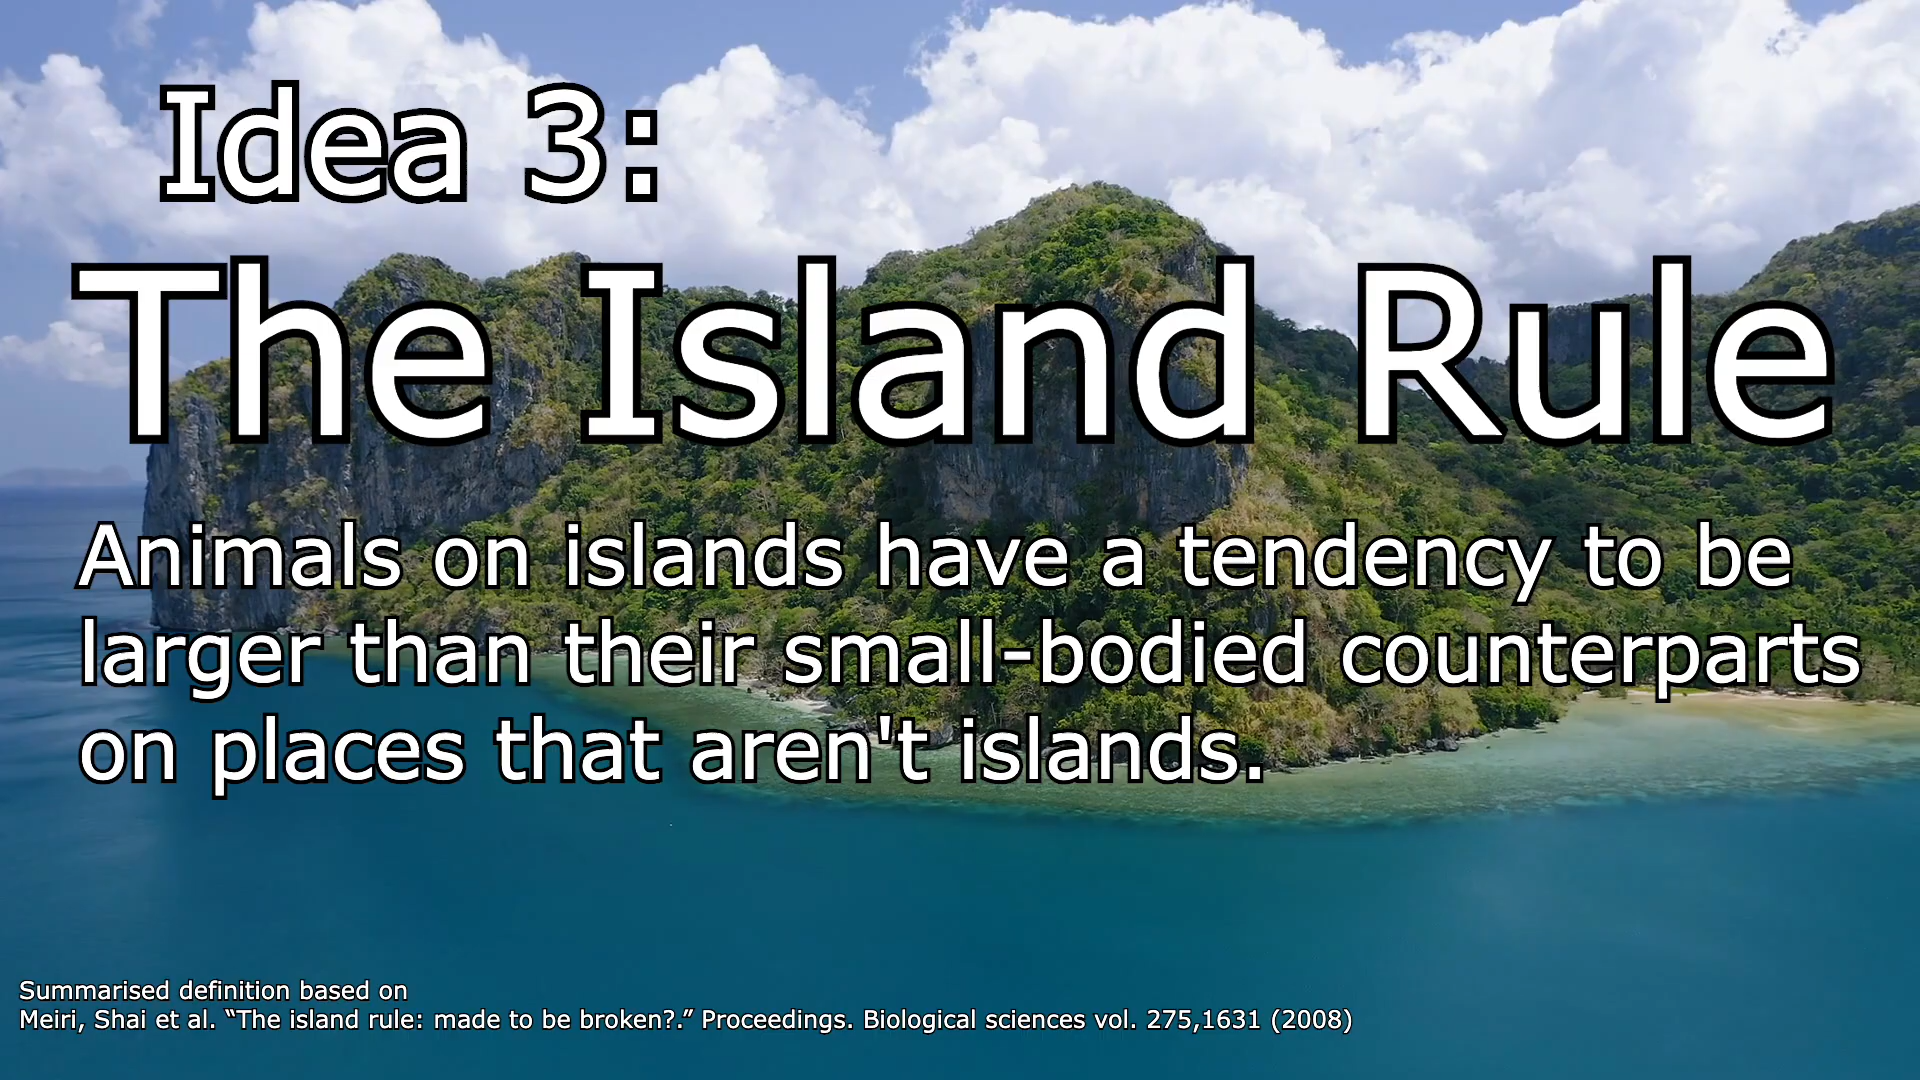 Idea 3:
The Island Rule
Animals on islands have a tendency to be
larger than their small-bodied counterparts
on places that aren't islands.
Summarised definition based on
Meiri, Shai et al. “The island rule: made to be broken?.” Proceedings. Biological sciences vol. 275,1631 (2008)